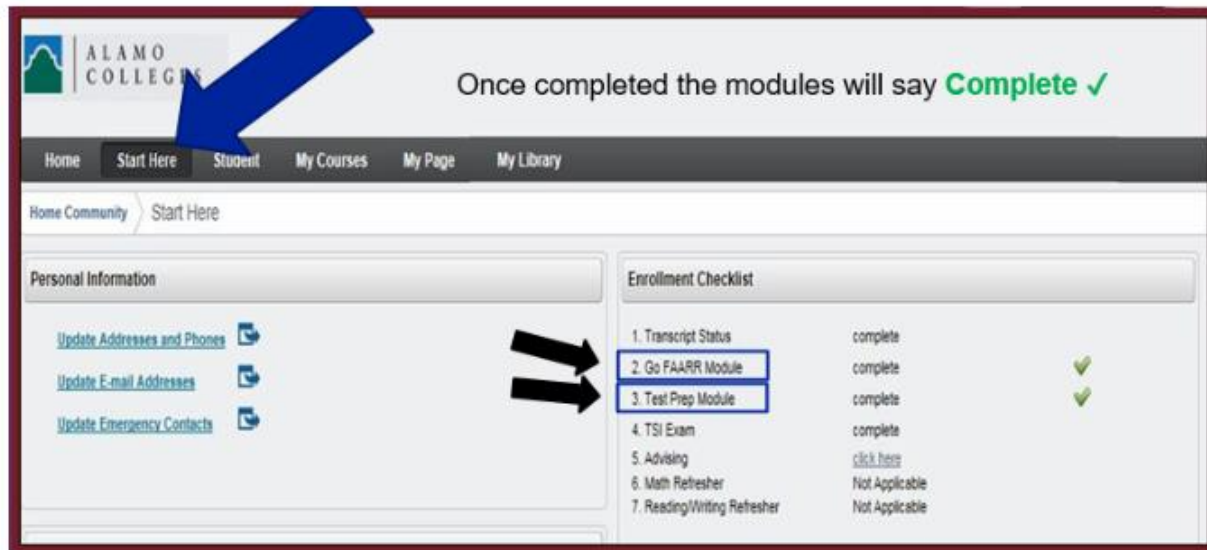 ALAMO
COLLEGES
Once completed the modules will say Complete ✓
Home Start Here Student My Courses My Page My Library
Home Community Start Here
Personal Information
Update Addresses and Phones
Update E-mail Addresses
Update Emergency Contacts
Enrollment Checklist
1. Transcript Status complete
2. Go FAARR Module complete
3. Test Prep Module complete
4. TSI Exam complete
5. Advising click here
6. Math Refresher Not Applicable
7. Reading/Writing Refresher Not Applicable